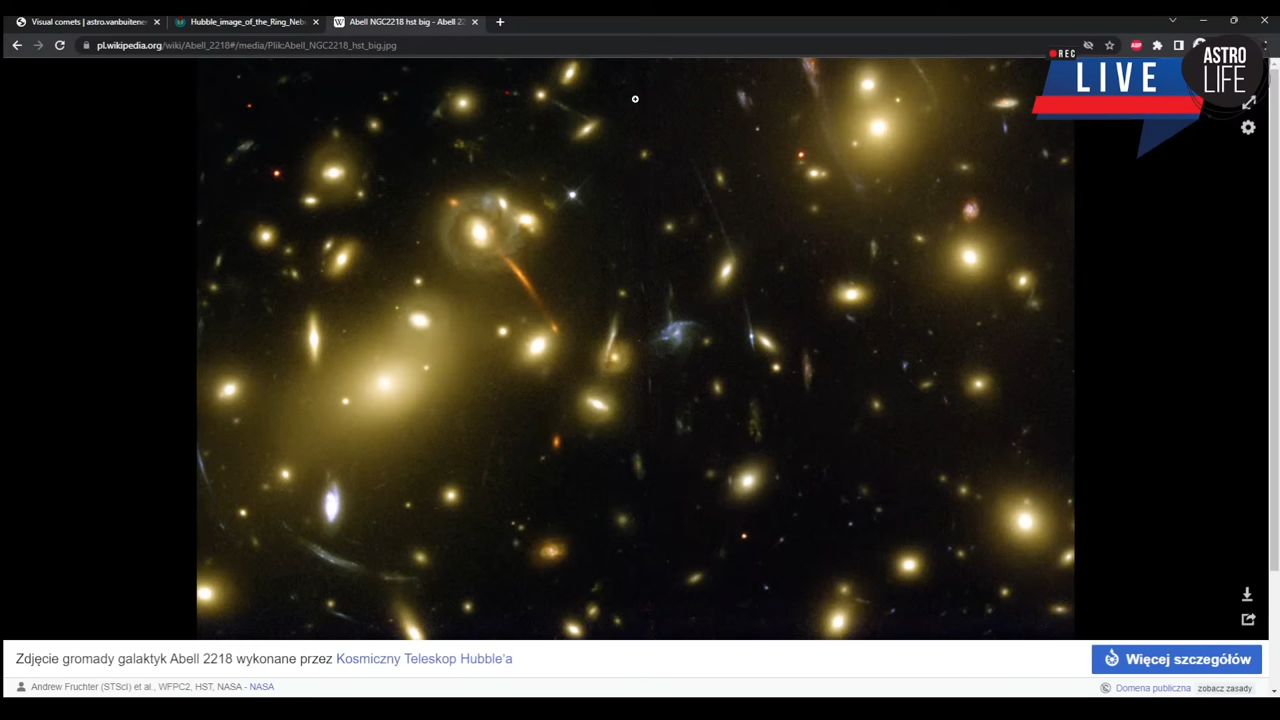 Visual comets | astro.vanbuitene
Hubble_image_of_the_Ring_Neb
Abell NGC2218 hst big - Abell 22
pl.wikipedia.org/wiki/Abell_2218#/media/Plik:Abell_NGC2218_hst_big.jpg
ABP
REC
LIVE
ASTRO
LIFE
Zdjęcie gromady galaktyk Abell 2218 wykonane przez Kosmiczny Teleskop Hubble'a
Więcej szczegółów
Andrew Fruchter (STScI) et al., WFPC2, HST, NASA - NASA
Domena publiczna zobacz zasady